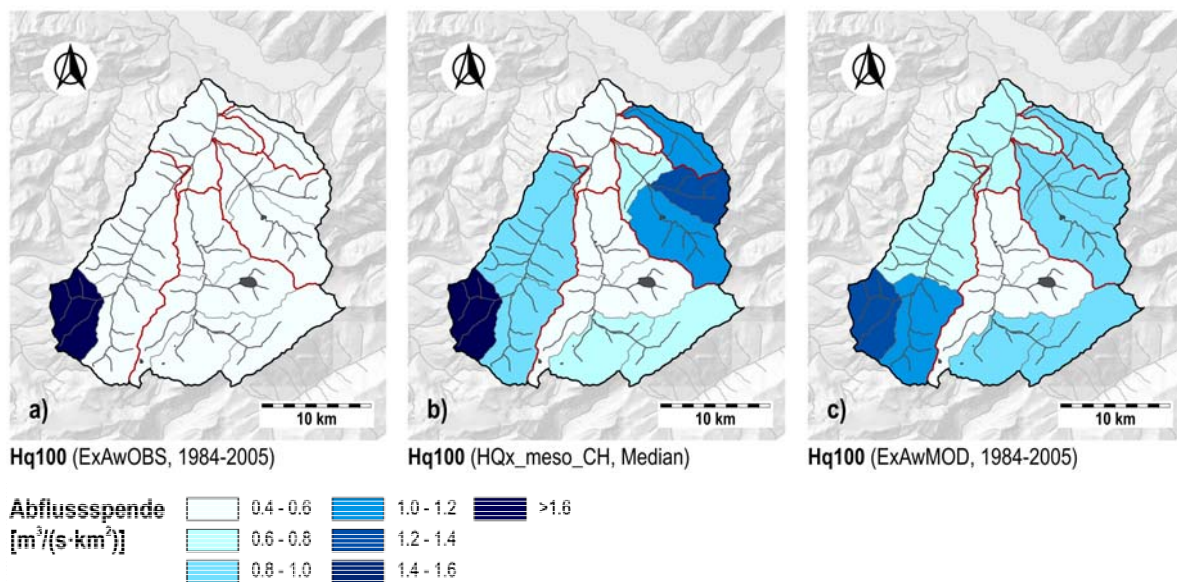 a)
10 km
b)
10 km
c)
10 km
Hq100 (ExAwOBS, 1984-2005)
Hq100 (HQx_meso_CH, Median)
Hq100 (ExAwMOD, 1984-2005)
Abflussspende
[m³/(s·km²)]
0.4 - 0.6
1.0 - 1.2
>1.6
0.6 - 0.8
1.2 - 1.4
0.8 - 1.0
1.4 - 1.6